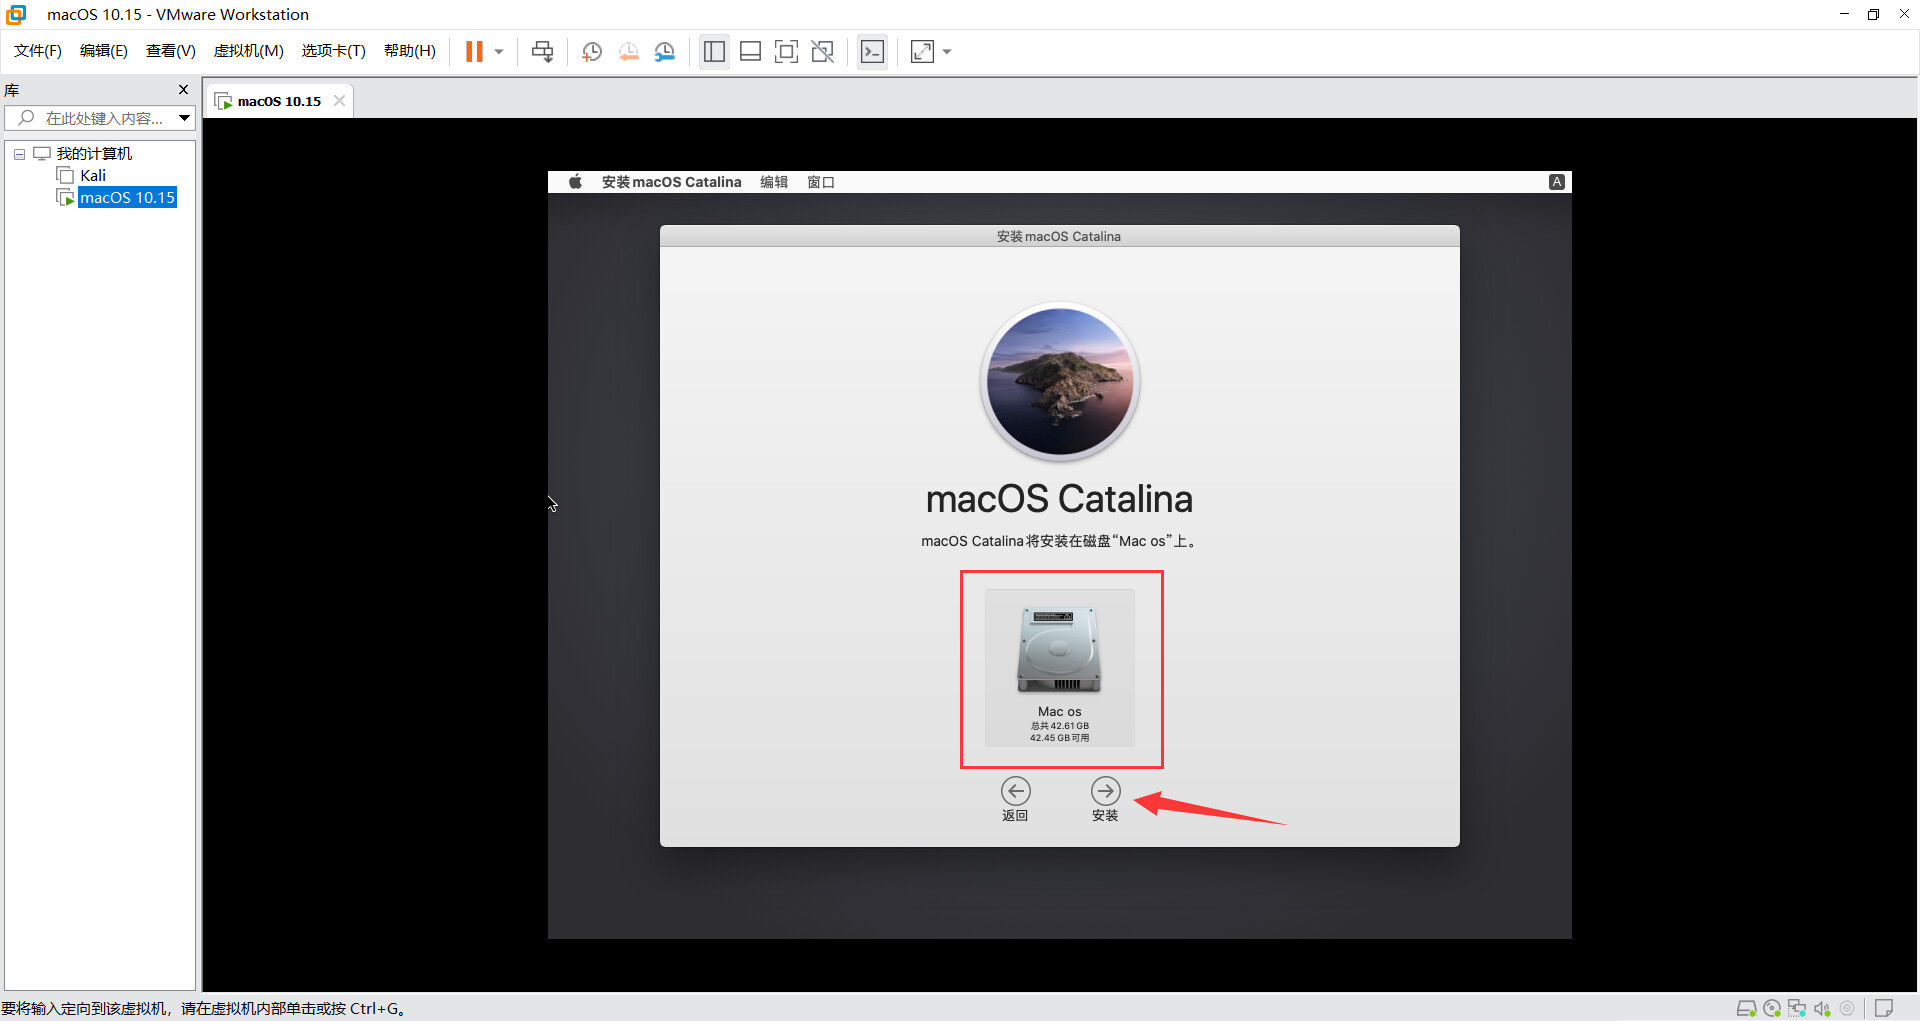 macOS 10.15 - VMware Workstation
文件(F) 编辑(E) 查看(V) 虚拟机(M) 选项卡(T) 帮助(H)
库
在此处键入内容...
我的计算机
Kali
macOS 10.15
macOS 10.15
安装macOS Catalina 编辑 窗口 A
安装macOS Catalina
macOS Catalina
macOS Catalina将安装在磁盘“Mac os”上。
Mac os
总共42.61 GB
42.45 GB可用
返回 安装
要将输入定向到该虚拟机，请在虚拟机内部单击或按 Ctrl+G。